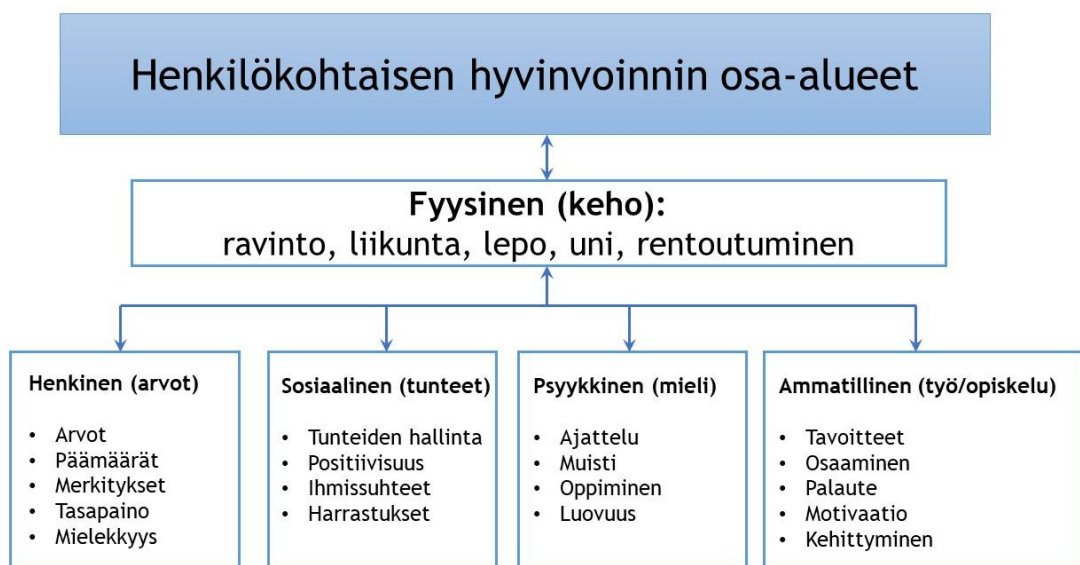 Henkilökohtaisen hyvinvoinnin osa-alueet
Fyysinen (keho):
ravinto, liikunta, lepo, uni, rentoutuminen
Henkinen (arvot)
• Arvot
• Päämäärät
• Merkitykset
• Tasapaino
• Mielekkyys
Sosiaalinen (tunteet)
• Tunteiden hallinta
• Positiivisuus
• Ihmissuhteet
• Harrastukset
Psyykkinen (mieli)
• Ajattelu
• Muisti
• Oppiminen
• Luovuus
Ammatillinen (työ/opiskelu)
• Tavoitteet
• Osaaminen
• Palaute
• Motivaatio
• Kehittyminen